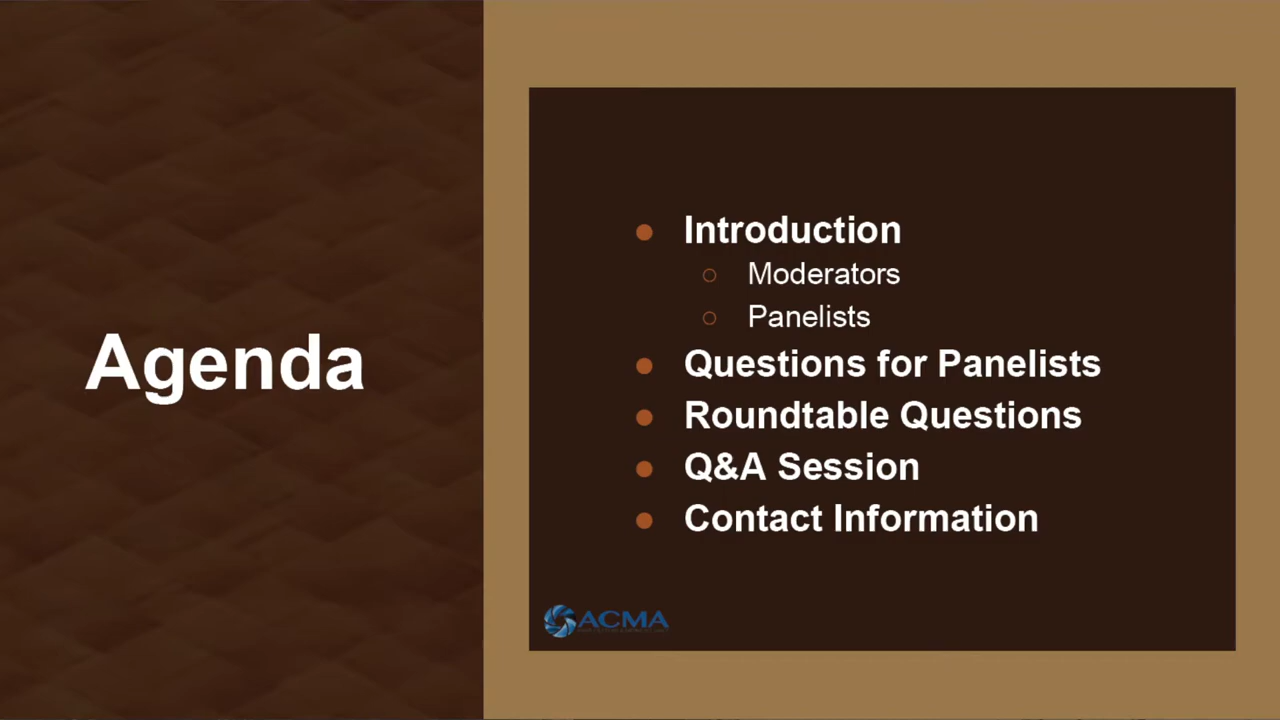 Agenda
Introduction
Moderators
Panelists
Questions for Panelists
Roundtable Questions
Q&A Session
Contact Information
ACMA